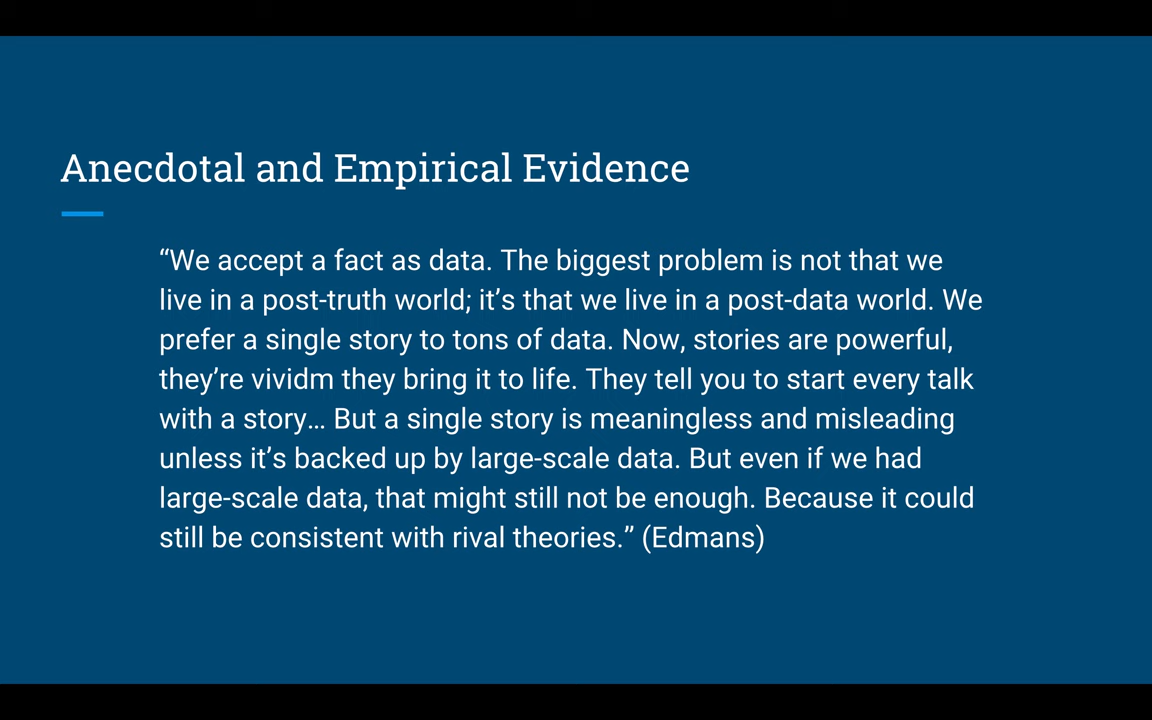 Anecdotal and Empirical Evidence
“We accept a fact as data. The biggest problem is not that we
live in a post-truth world; it’s that we live in a post-data world. We
prefer a single story to tons of data. Now, stories are powerful,
they’re vividm they bring it to life. They tell you to start every talk
with a story… But a single story is meaningless and misleading
unless it’s backed up by large-scale data. But even if we had
large-scale data, that might still not be enough. Because it could
still be consistent with rival theories.” (Edmans)